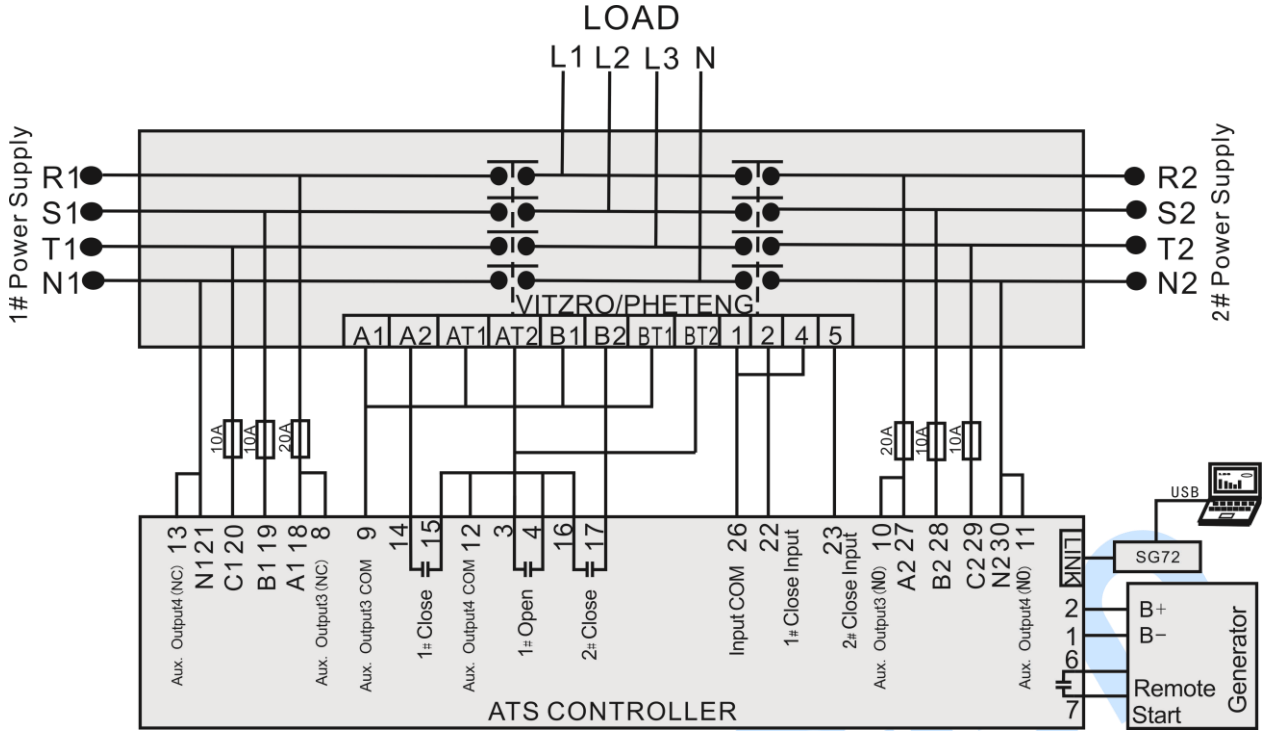 LOAD
L1 L2 L3 N
1# Power Supply
R1
S1
T1
N1
R2
S2
T2
N2
2# Power Supply
VITZRO/PHETENG
A1 A2 AT1 AT2 B1 B2 BT1 BT2 1 2 4 5
10A 10A 20A
20A 10A 10A
Aux. Output4 (NC) 13
N1 21
C1 20
B1 19
A1 18
Aux. Output3 (NC) 8
Aux. Output3 COM 9
14
1# Close 15
Aux. Output4 COM 12
3
1# Open 4
16
2# Close 17
Input COM 26
22
1# Close Input
23
2# Close Input
Aux. Output3 (NO) 10
A2 27
B2 28
C2 29
N2 30
Aux. Output4 (NO) 11
LINK
USB
SG72
2 B+
1 B-
6
7
Remote
Start
Generator
ATS CONTROLLER